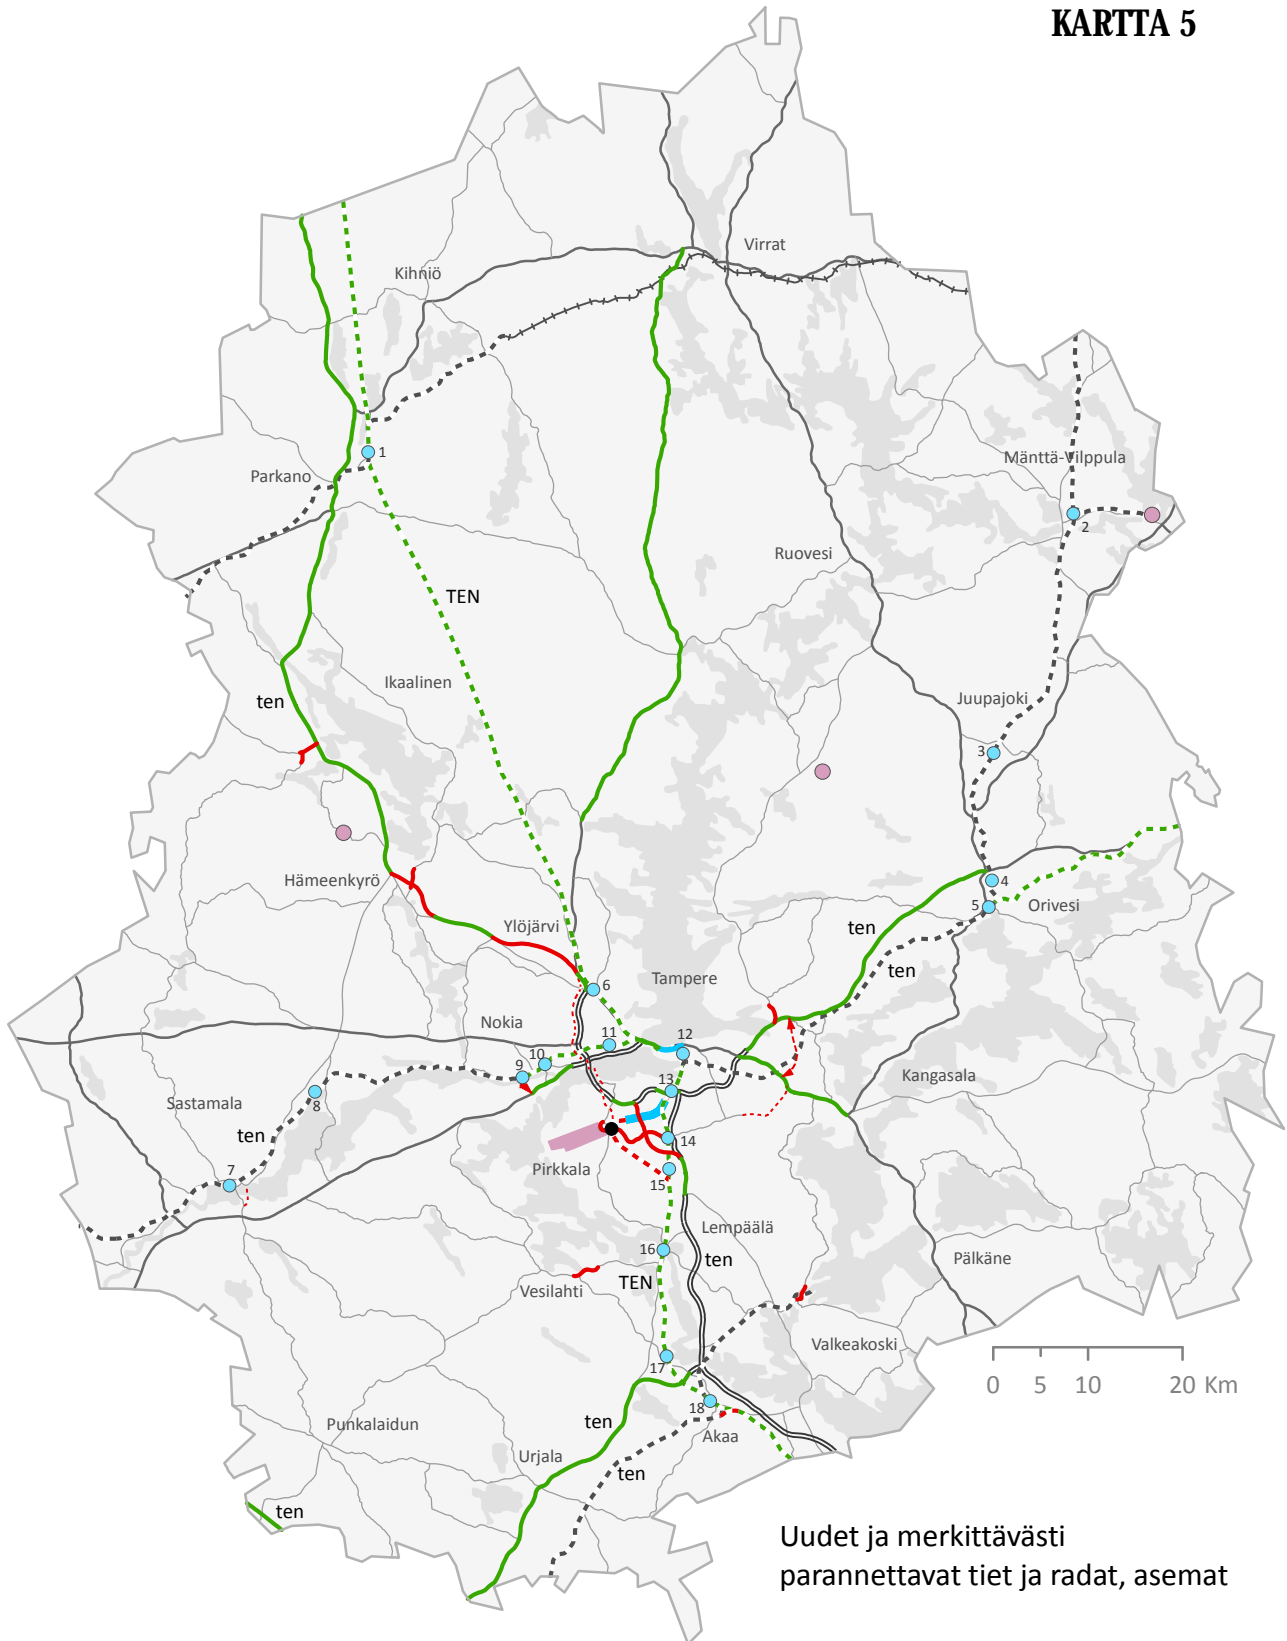 KARTTA 5
Virrat
Kihniö
1
Mänttä-Vilppula
Parkano
2
Ruovesi
TEN
Ikaalinen
Juupajoki
ten
3
Hämeenkyrö
4
5
Orivesi
Ylöjärvi
ten
ten
Tampere
6
Nokia
11
12
10
9
Kangasala
13
8
Sastamala
ten
14
7
Pirkkala
15
Lempäälä
16
ten
Pälkäne
TEN
Vesilahti
Valkeakoski
17
0 5 10 20 Km
18
Punkalaidun
ten
Akaa
Urjala
ten
ten
Uudet ja merkittävästi
parannettavat tiet ja radat, asemat